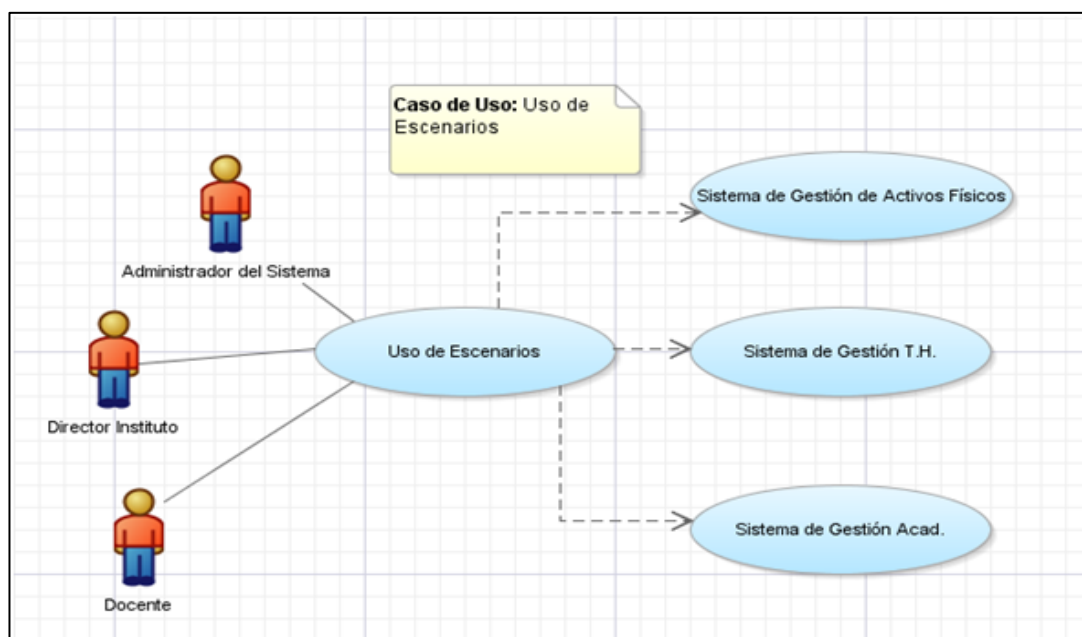 Caso de Uso: Uso de
Escenarios
Sistema de Gestión de Activos Físicos
Administrador del Sistema
Uso de Escenarios
Sistema de Gestión T.H.
Director Instituto
Sistema de Gestión Acad.
Docente